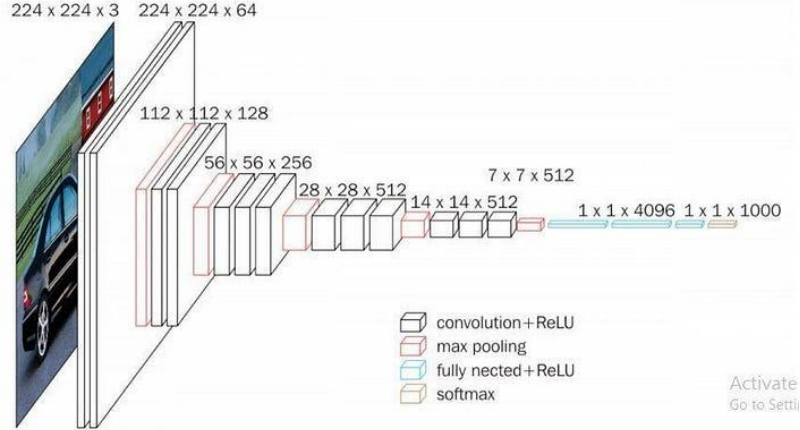 224 x 224 x 3
224 x 224 x 64
112 x 112 x 128
56 x 56 x 256
28 x 28 x 512
14 x 14 x 512
7 x 7 x 512
1 x 1 x 4096
1 x 1 x 1000
convolution+ReLU
max pooling
fully nected+ReLU
softmax
Activate
Go to Setti